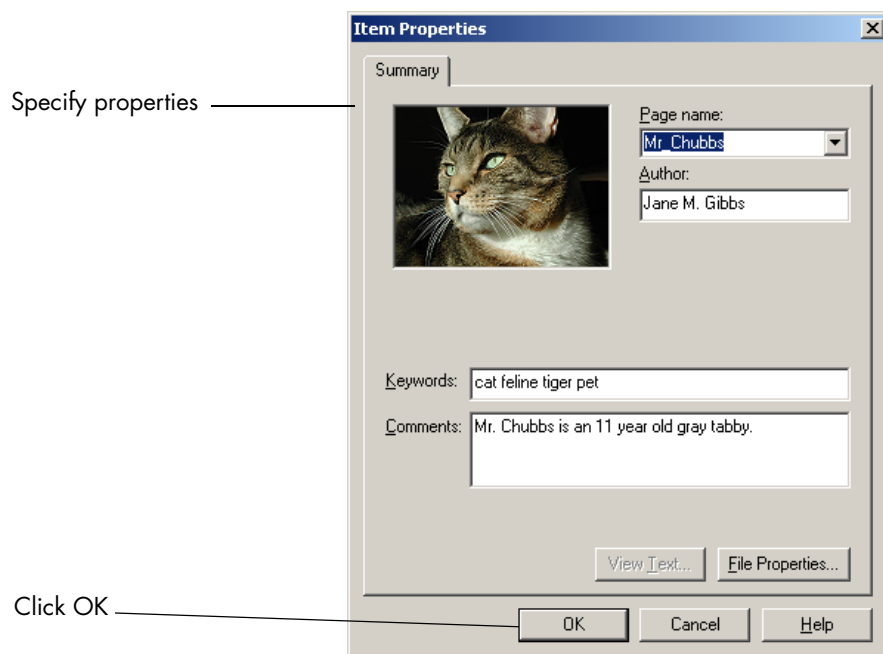 Item Properties
Summary
Specify properties
Page name:
Mr_Chubbs
Author:
Jane M. Gibbs
Keywords: cat feline tiger pet
Comments: Mr. Chubbs is an 11 year old gray tabby.
View Text... File Properties...
Click OK
OK Cancel Help